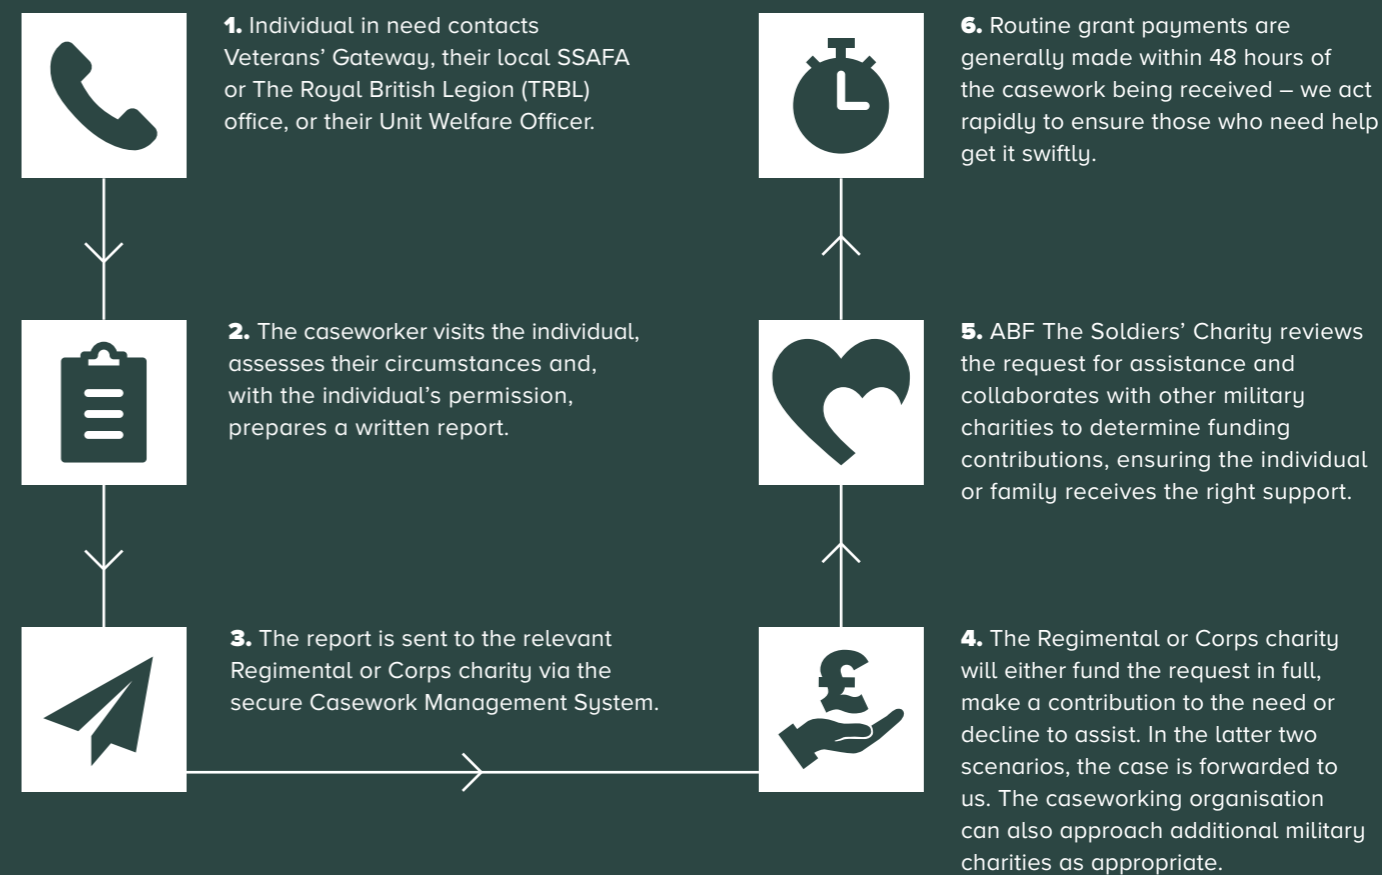 1. Individual in need contacts
Veterans’ Gateway, their local SSAFA
or The Royal British Legion (TRBL)
office, or their Unit Welfare Officer.
2. The caseworker visits the individual,
assesses their circumstances and,
with the individual’s permission,
prepares a written report.
3. The report is sent to the relevant
Regimental or Corps charity via the
secure Casework Management System.
£
4. The Regimental or Corps charity
will either fund the request in full,
make a contribution to the need or
decline to assist. In the latter two
scenarios, the case is forwarded to
us. The caseworking organisation
can also approach additional military
charities as appropriate.
5. ABF The Soldiers’ Charity reviews
the request for assistance and
collaborates with other military
charities to determine funding
contributions, ensuring the individual
or family receives the right support.
6. Routine grant payments are
generally made within 48 hours of
the casework being received – we act
rapidly to ensure those who need help
get it swiftly.